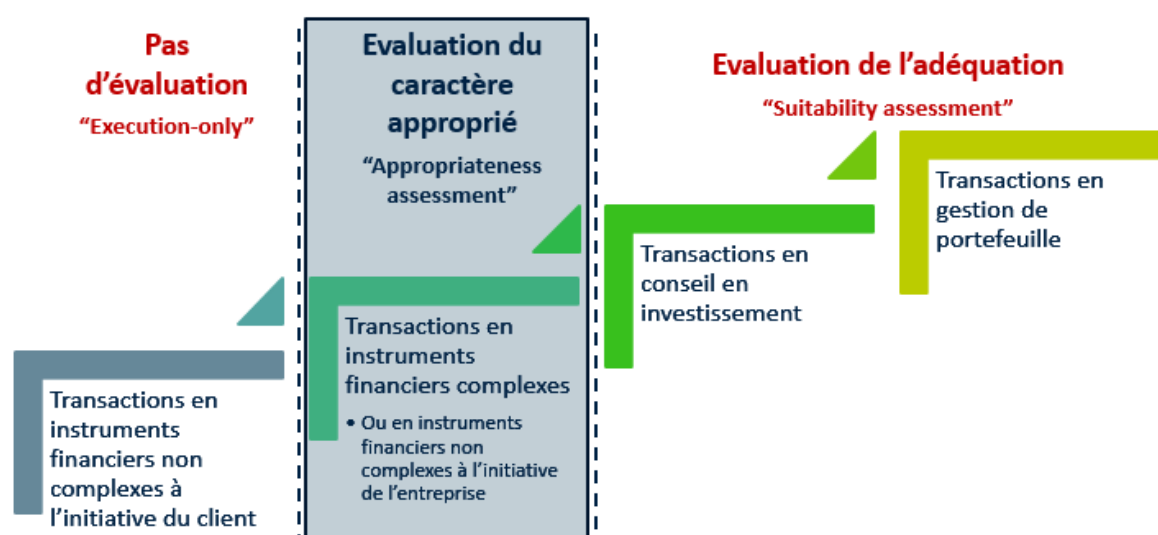 Pas
d’évaluation
“Execution-only”
Transactions en
instruments
financiers non
complexes à
l’initiative du client
Evaluation du
caractère
approprié
“Appropriateness
assessment”
Transactions en
instruments
financiers complexes
• Ou en instruments
financiers non
complexes à l’initiative
de l’entreprise
Evaluation de l’adéquation
“Suitability assessment”
Transactions en
conseil en
investissement
Transactions en
gestion de
portefeuille